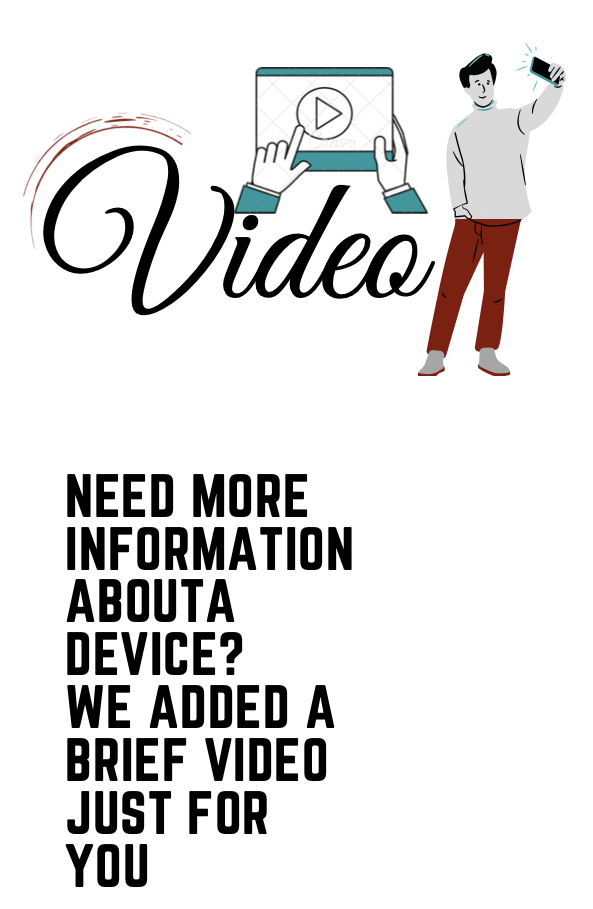 Video
NEED MORE
INFORMATION
ABOUTA
DEVICE?
WE ADDED A
BRIEF VIDEO
JUST FOR
YOU